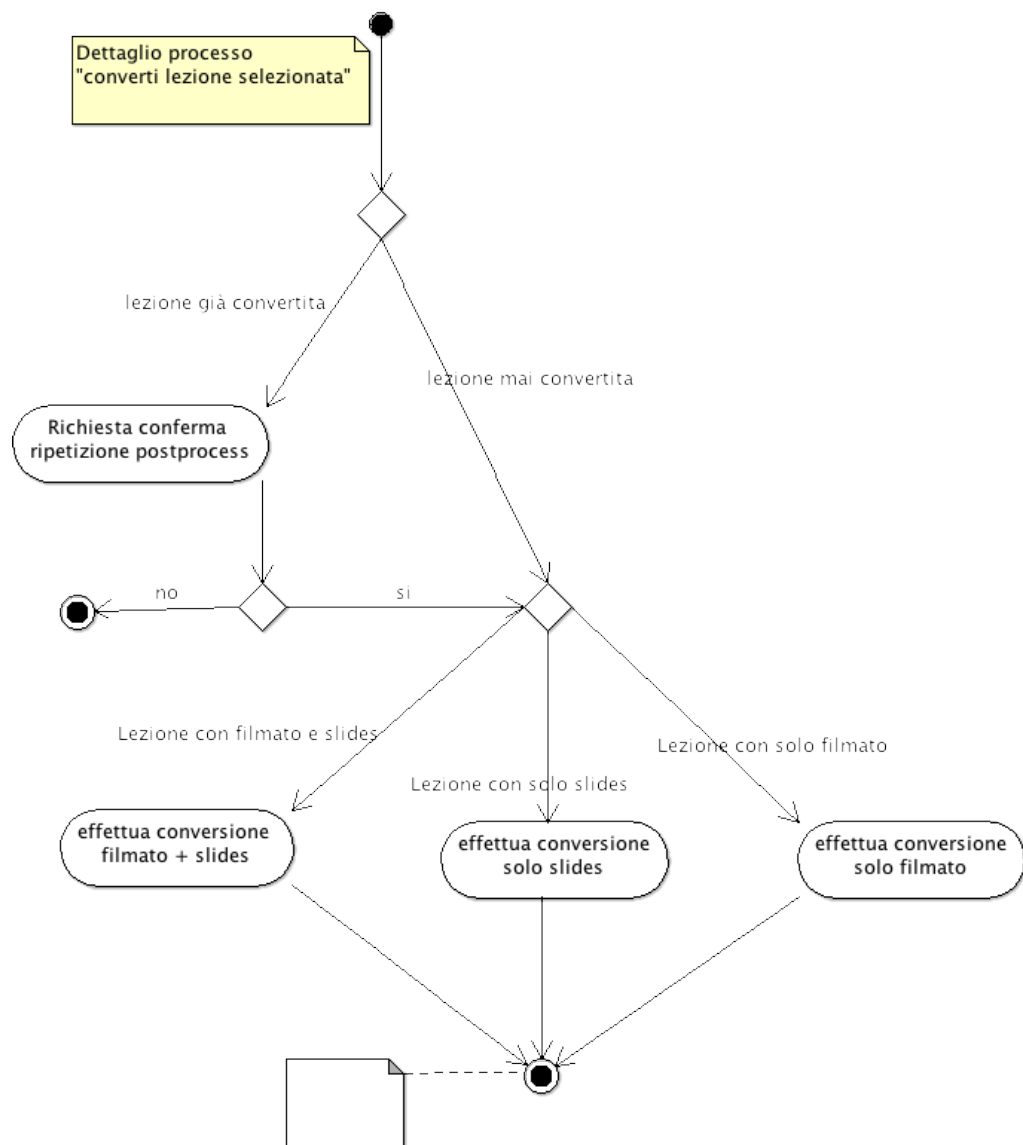 Dettaglio processo
"converti lezione selezionata"
lezione già convertita
lezione mai convertita
Richiesta conferma
ripetizione postprocess
no
si
Lezione con filmato e slides
Lezione con solo filmato
Lezione con solo slides
effettua conversione
filmato + slides
effettua conversione
solo slides
effettua conversione
solo filmato